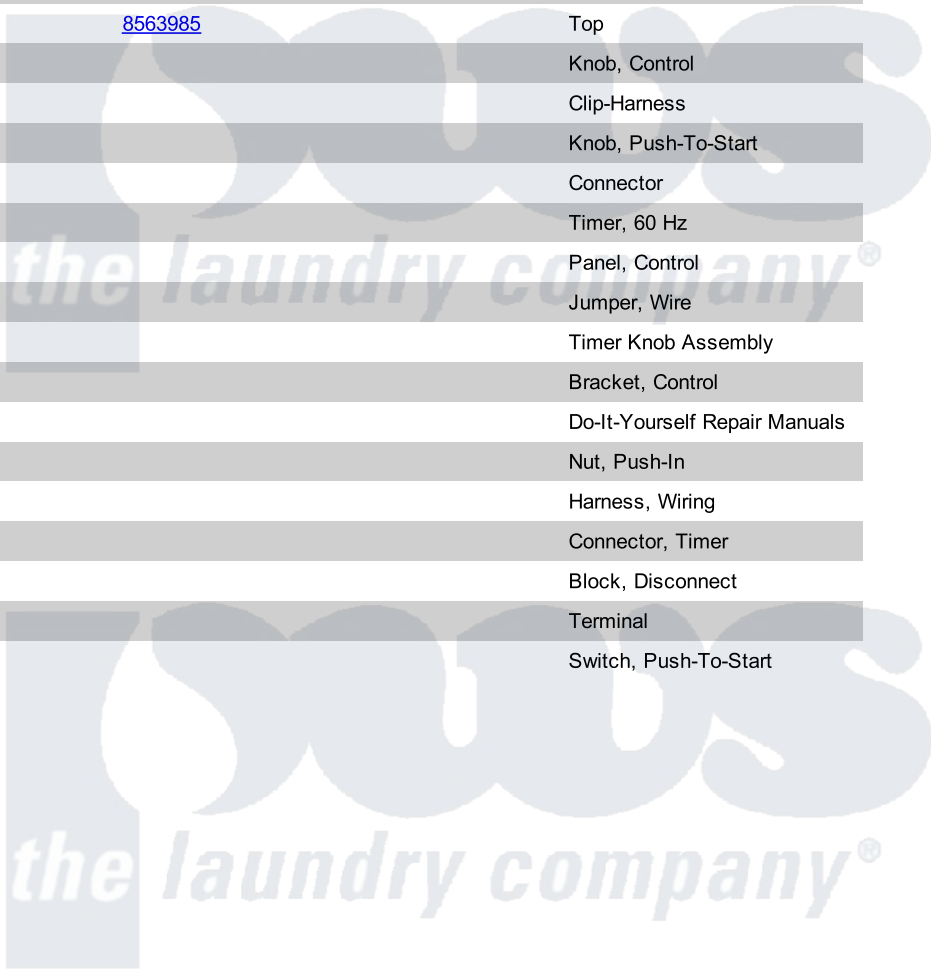 8563985 Top
Knob, Control
Clip-Harness
Knob, Push-To-Start
Connector
Timer, 60 Hz
Panel, Control
Jumper, Wire
Timer Knob Assembly
Bracket, Control
Do-It-Yourself Repair Manuals
Nut, Push-In
Harness, Wiring
Connector, Timer
Block, Disconnect
Terminal
Switch, Push-To-Start
pws
the laundry company®
pws
the laundry company®